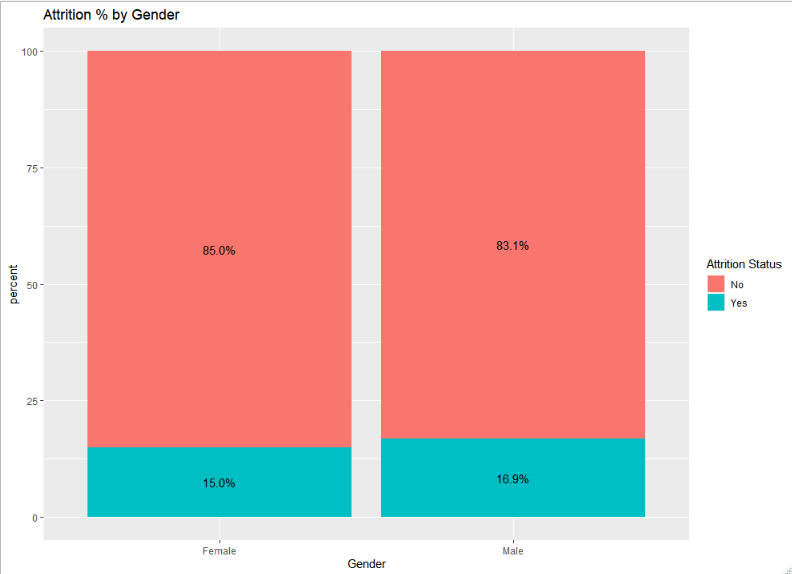 Attrition % by Gender
100
75
50
25
0
percent
85.0%
83.1%
15.0%
16.9%
Female
Male
Gender
Attrition Status
No
Yes